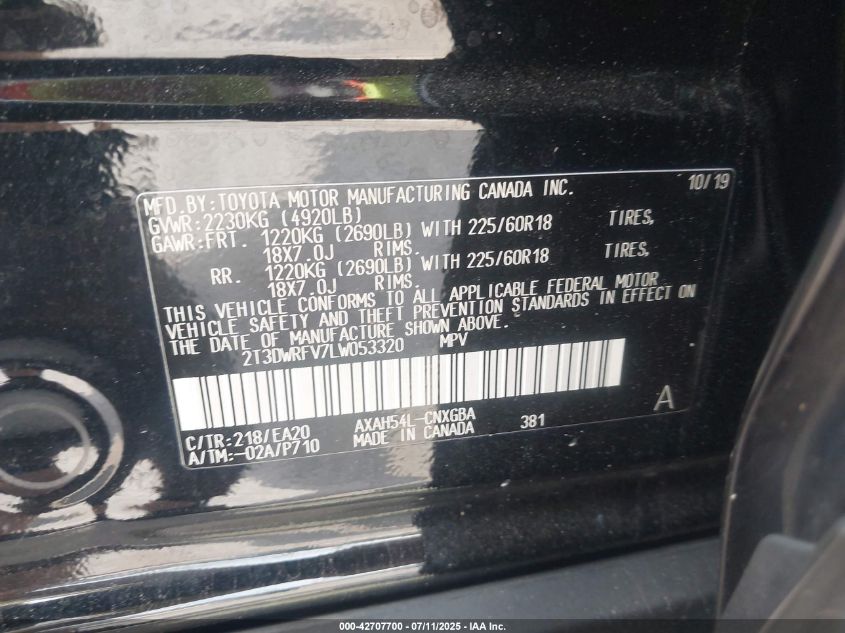 MFD.BY:TOYOTA MOTOR MANUFACTURING CANADA INC. 10/19
GVWR:2230KG (4920LB)
GAWR:FRT. 1220KG (2690LB) WITH 225/60R18 TIRES,
18X7.0J RIMS.
RR. 1220KG (2690LB) WITH 225/60R18 TIRES,
18X7.0J RIMS.
THIS VEHICLE CONFORMS TO ALL APPLICABLE FEDERAL MOTOR
VEHICLE SAFETY AND THEFT PREVENTION STANDARDS IN EFFECT ON
THE DATE OF MANUFACTURE SHOWN ABOVE.
2T3DWRFV7LW053320 MPV
A
C/TR:218/EA20 AXAH54L-CNXGBA 381
A/TM:-02A/P710 MADE IN CANADA
000-42707700 - 07/11/2025 - IAA Inc.